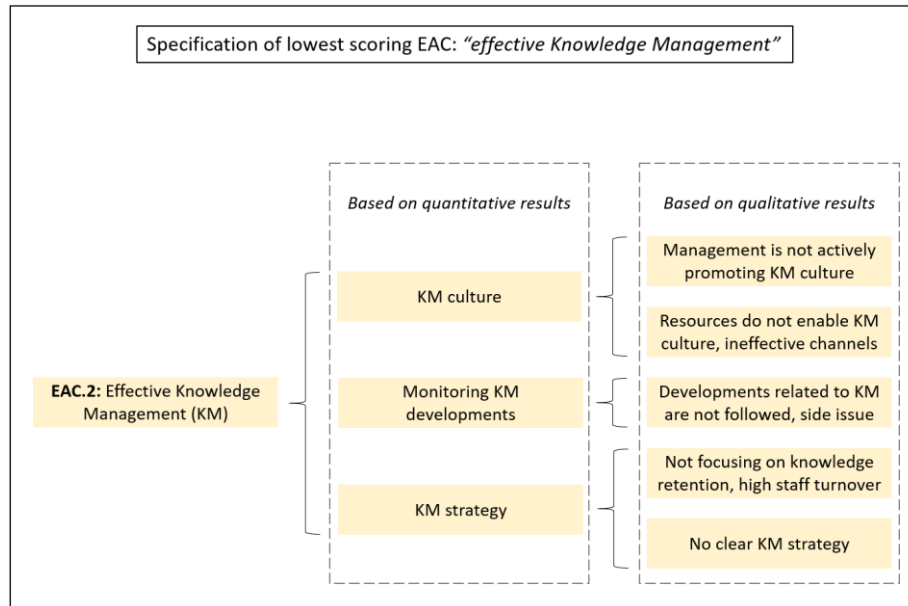 Specification of lowest scoring EAC: “effective Knowledge Management”
Based on quantitative results
Based on qualitative results
EAC.2: Effective Knowledge
Management (KM)
KM culture
Management is not actively
promoting KM culture
Resources do not enable KM
culture, ineffective channels
Monitoring KM
developments
Developments related to KM
are not followed, side issue
KM strategy
Not focusing on knowledge
retention, high staff turnover
No clear KM strategy